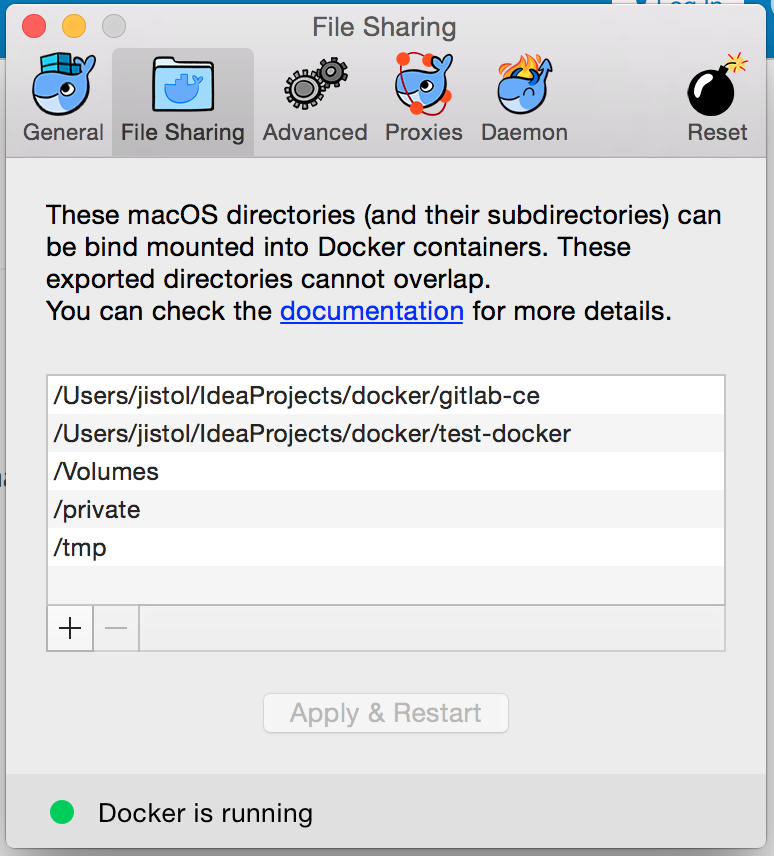 File Sharing
General
File Sharing
Advanced
Proxies
Daemon
Reset
These macOS directories (and their subdirectories) can
be bind mounted into Docker containers. These
exported directories cannot overlap.
You can check the documentation for more details.
/Users/jistol/IdeaProjects/docker/gitlab-ce
/Users/jistol/IdeaProjects/docker/test-docker
/Volumes
/private
/tmp
Apply & Restart
Docker is running